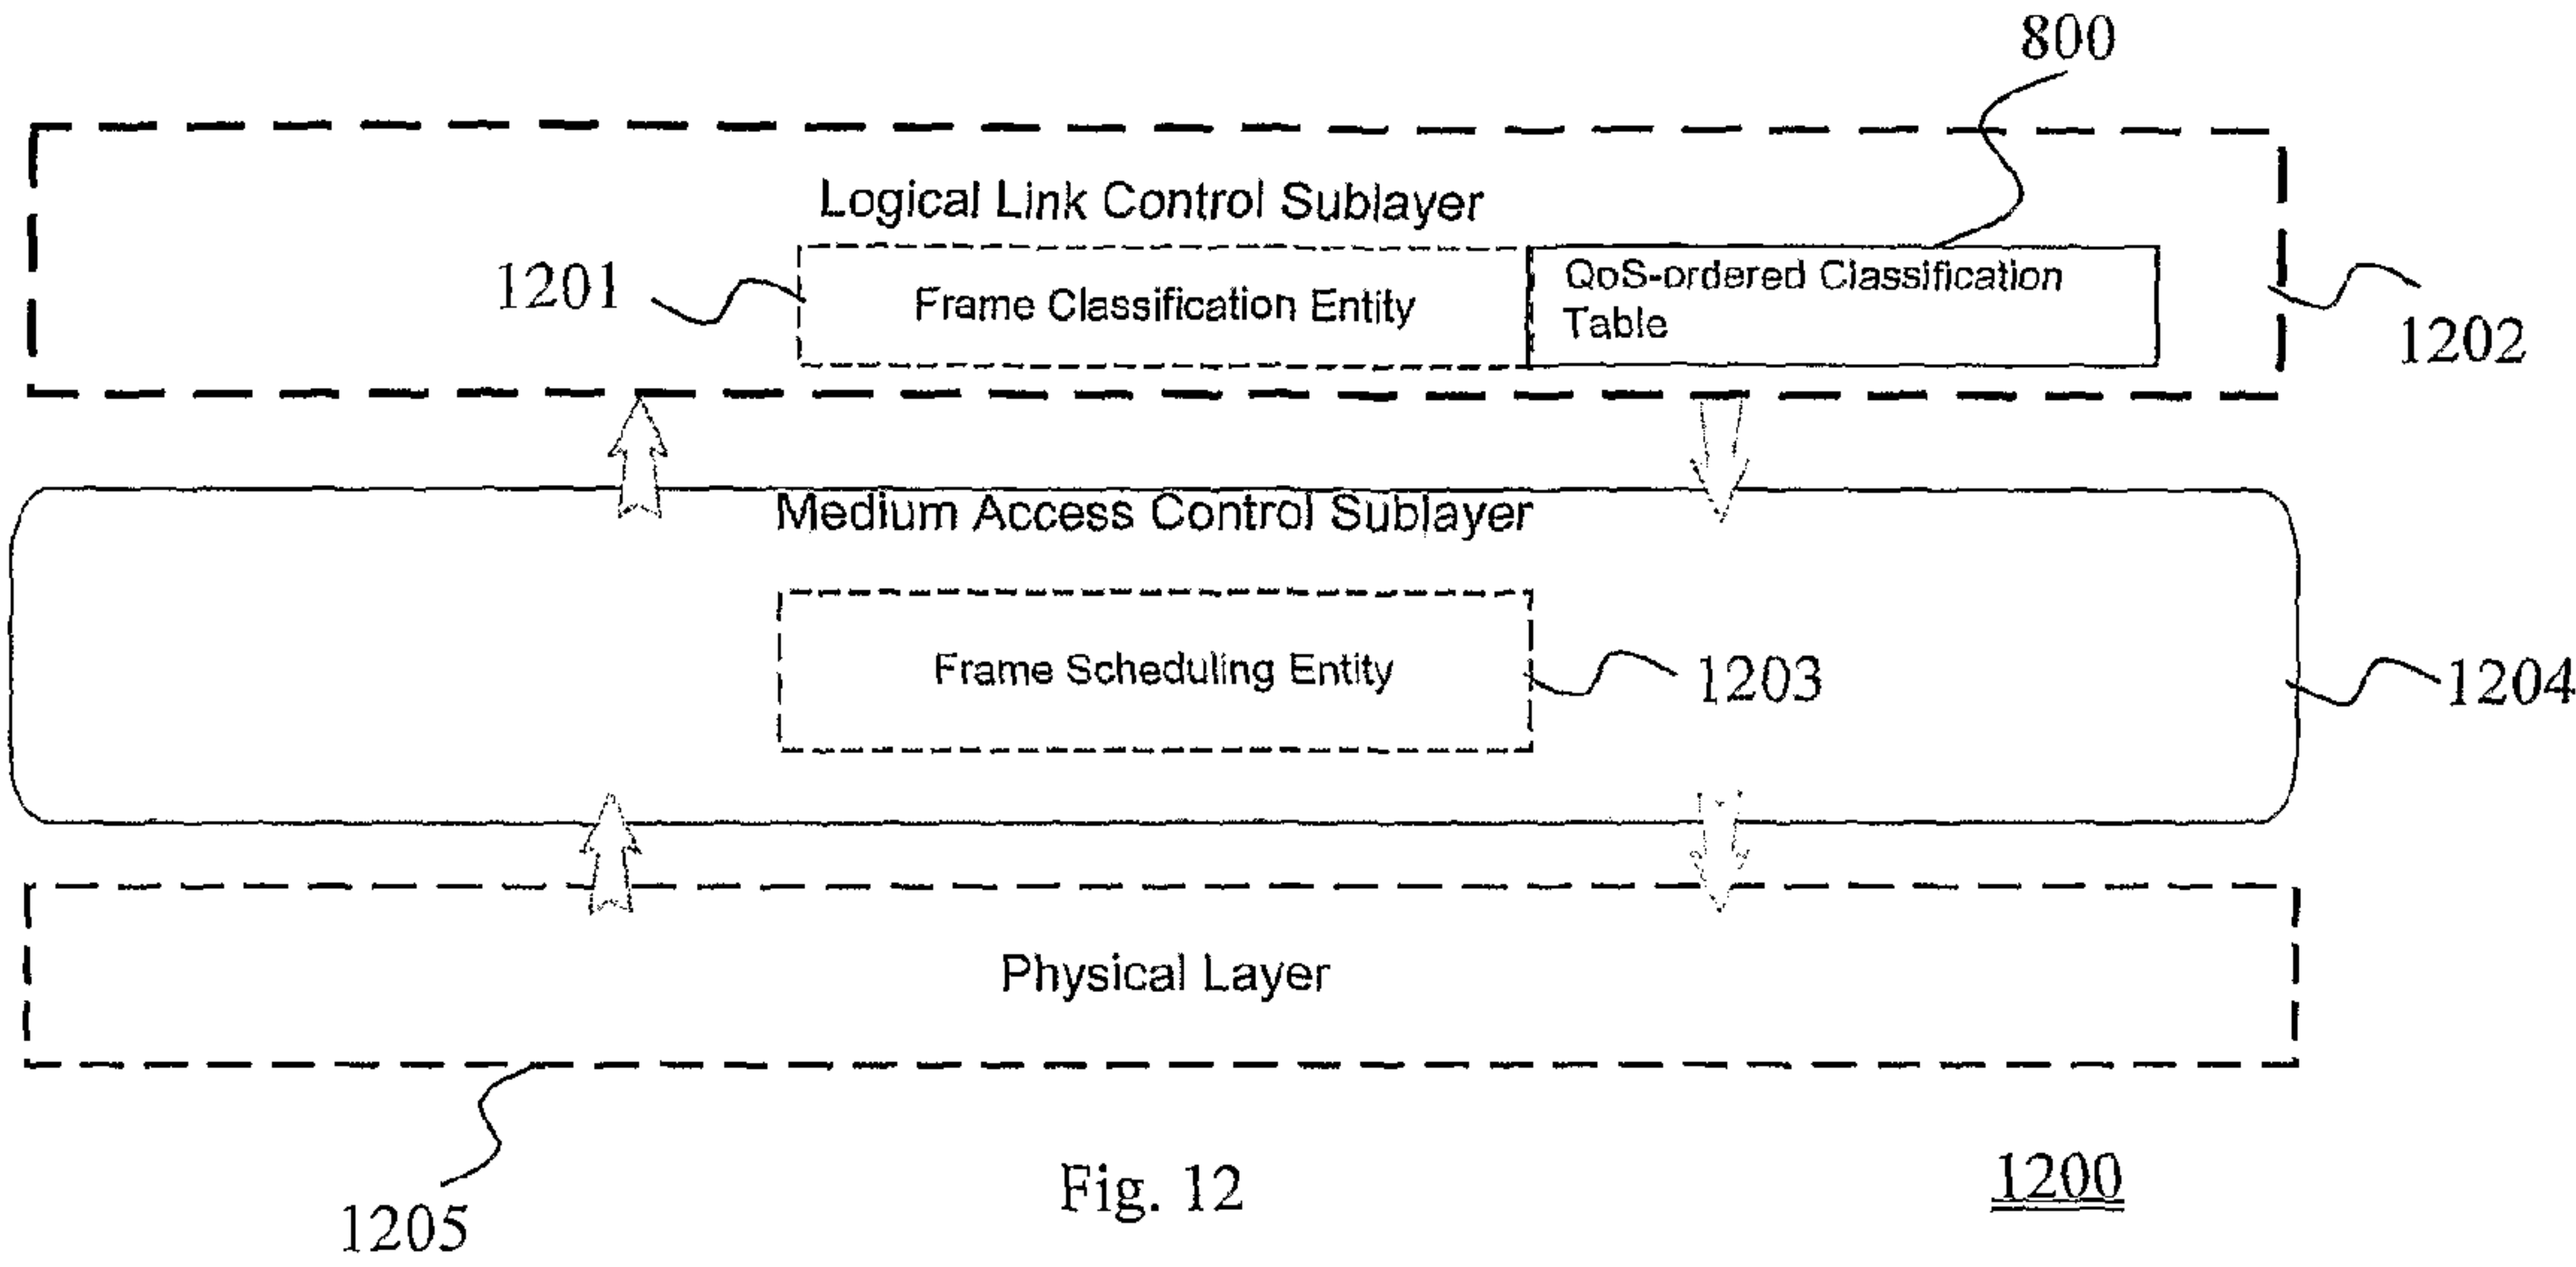 800
Logical Link Control Sublayer
1201
Frame Classification Entity
QoS-ordered Classification
Table
1202
Medium Access Control Sublayer
Frame Scheduling Entity
1203
1204
Physical Layer
1205
Fig. 12
1200